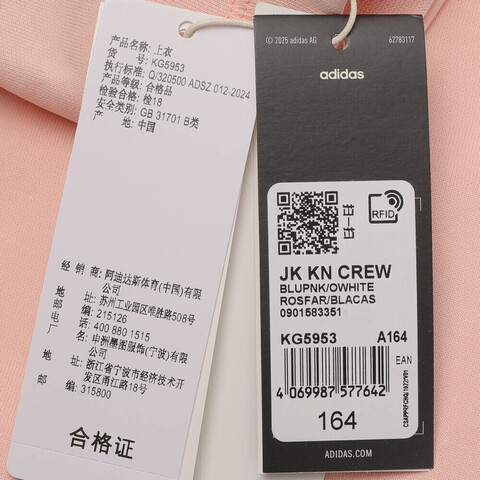 产品名称: 上衣
货 号: KG5953
执行标准: Q/320500 ADSZ 012-2024
产品等级: 合格品
检验合格: 检18
安全类别: GB 31701 B类
产 地: 中国
经 销 商: 阿迪达斯体育(中国)有限公司
地 址: 苏州工业园区唯胜路508号
邮 编: 215126
电 话: 400 880 1515
厂 名: 申洲墨图服饰(宁波)有限公司
地 址: 浙江省宁波市经济技术开发区甬江路18号
邮 编: 315800
合格证
© 2025 adidas AG
62783117
adidas
RFID
JK KN CREW
BLUPNK/OWHITE
ROSFAR/BLACAS
0901583351
KG5953 A164
EAN
4 069987 577642
164
ADIDAS.COM